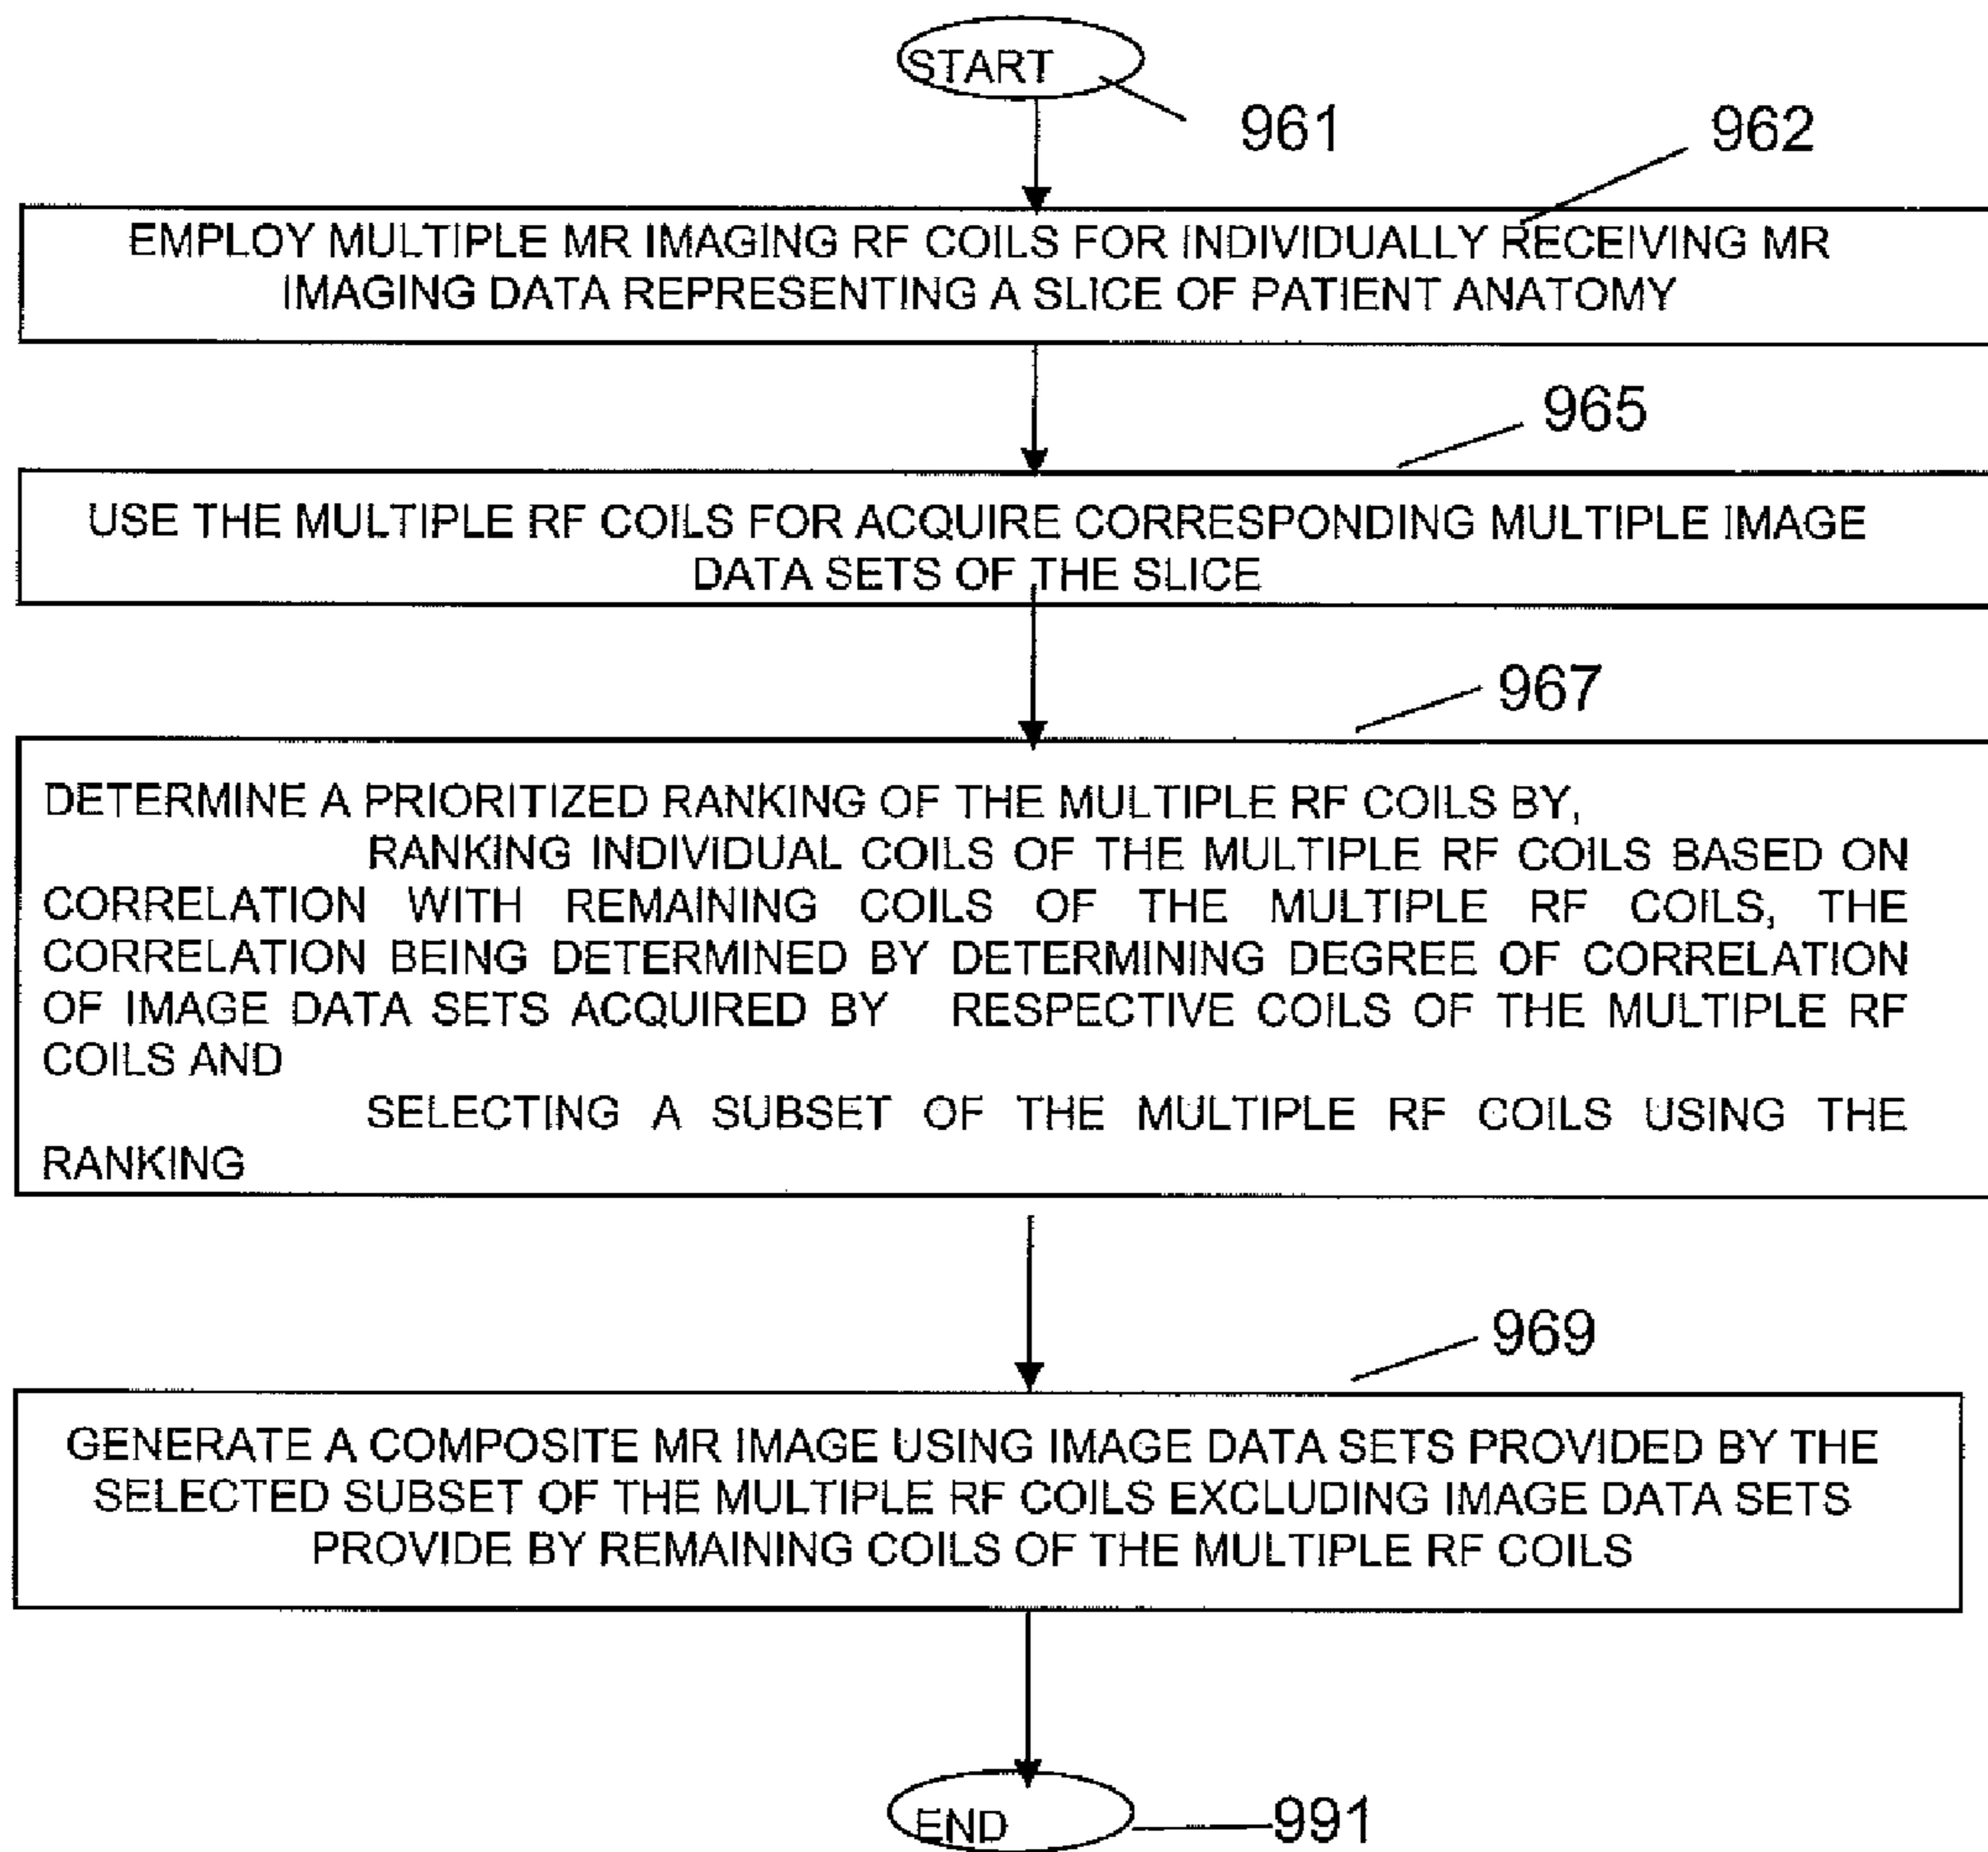 START
961
962
EMPLOY MULTIPLE MR IMAGING RF COILS FOR INDIVIDUALLY RECEIVING MR
IMAGING DATA REPRESENTING A SLICE OF PATIENT ANATOMY
965
USE THE MULTIPLE RF COILS FOR ACQUIRE CORRESPONDING MULTIPLE IMAGE
DATA SETS OF THE SLICE
967
DETERMINE A PRIORITIZED RANKING OF THE MULTIPLE RF COILS BY,
RANKING INDIVIDUAL COILS OF THE MULTIPLE RF COILS BASED ON
CORRELATION WITH REMAINING COILS OF THE MULTIPLE RF COILS, THE
CORRELATION BEING DETERMINED BY DETERMINING DEGREE OF CORRELATION
OF IMAGE DATA SETS ACQUIRED BY RESPECTIVE COILS OF THE MULTIPLE RF
COILS AND
SELECTING A SUBSET OF THE MULTIPLE RF COILS USING THE
RANKING
969
GENERATE A COMPOSITE MR IMAGE USING IMAGE DATA SETS PROVIDED BY THE
SELECTED SUBSET OF THE MULTIPLE RF COILS EXCLUDING IMAGE DATA SETS
PROVIDE BY REMAINING COILS OF THE MULTIPLE RF COILS
END
991